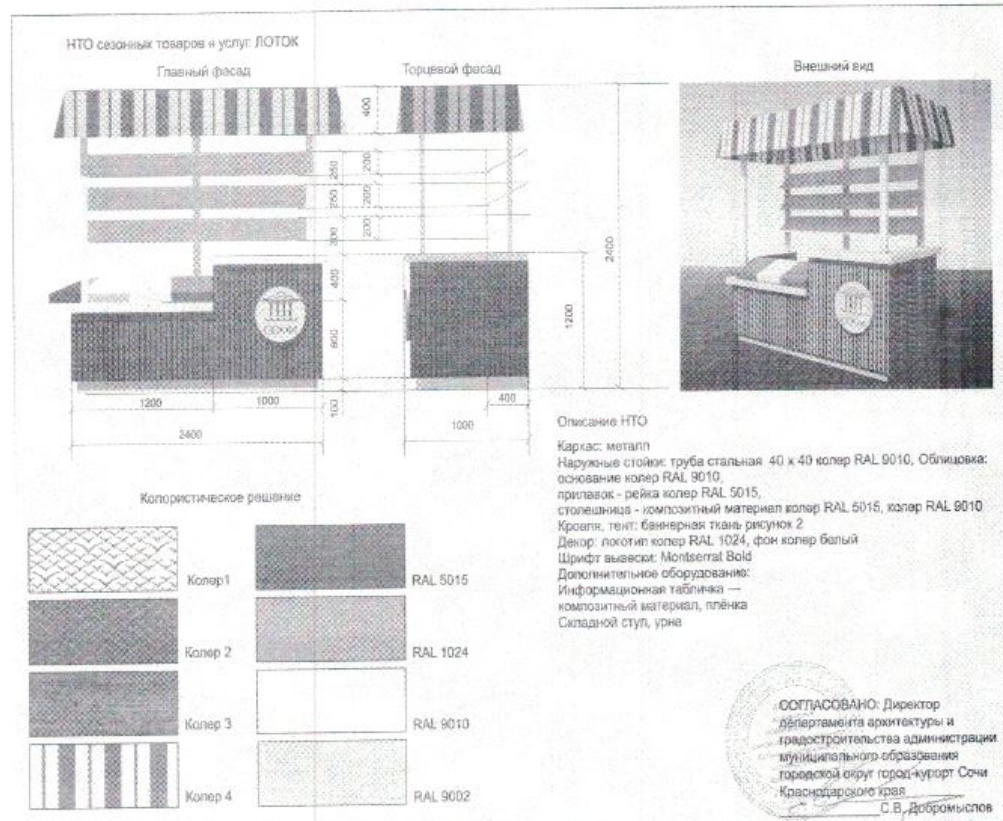 НТО сезонных товаров и услуг. ЛОТОК
Главный фасад
Торцевой фасад
Внешний вид
400
250
200
250
200
300
200
400
600
100
2400
1200
СОЧИ
1200
1000
2400
400
1000
Описание НТО
Каркас: металл
Наружные стойки: труба стальная 40 х 40 колер RAL 9010, Облицовка:
основание колер RAL 9010,
прилавок - рейка колер RAL 5015,
столешница - композитный материал колер RAL 5015, колер RAL 9010
Кровля, тент: баннерная ткань рисунок 2
Декор: логотип колер RAL 1024, фон колер белый
Шрифт вывески: Montserrat Bold
Дополнительное оборудование:
Информационная табличка —
композитный материал, плёнка
Складной стул, урна
Колористическое решение
Колер1
RAL 5015
Колер 2
RAL 1024
Колер 3
RAL 9010
Колер 4
RAL 9002
СОГЛАСОВАНО: Директор
департамента архитектуры и
градостроительства администрации
муниципального образования
городской округ город-курорт Сочи
Краснодарского края
С.В. Добромыслов